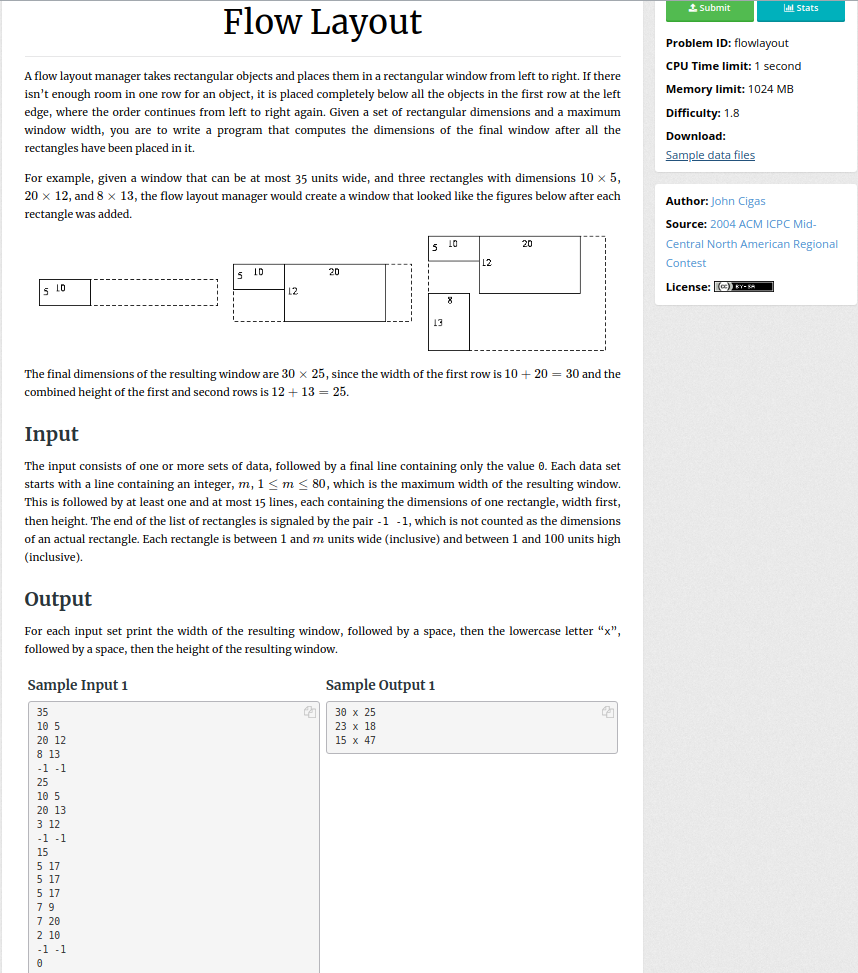 Flow Layout
A flow layout manager takes rectangular objects and places them in a rectangular window from left to right. If there
isn't enough room in one row for an object, it is placed completely below all the objects in the first row at the left
edge, where the order continues from left to right again. Given a set of rectangular dimensions and a maximum
window width, you are to write a program that computes the dimensions of the final window after all the
rectangles have been placed in it.
For example, given a window that can be at most 35 units wide, and three rectangles with dimensions 10 × 5,
20 × 12, and 8 × 13, the flow layout manager would create a window that looked like the figures below after each
rectangle was added.
5 10
5 10 20
12
5 10 20
12
8
13
The final dimensions of the resulting window are 30 × 25, since the width of the first row is 10 + 20 = 30 and the
combined height of the first and second rows is 12 + 13 = 25.
Input
The input consists of one or more sets of data, followed by a final line containing only the value 0. Each data set
starts with a line containing an integer, m, 1 ≤ m ≤ 80, which is the maximum width of the resulting window.
This is followed by at least one and at most 15 lines, each containing the dimensions of one rectangle, width first,
then height. The end of the list of rectangles is signaled by the pair -1 -1, which is not counted as the dimensions
of an actual rectangle. Each rectangle is between 1 and m units wide (inclusive) and between 1 and 100 units high
(inclusive).
Output
For each input set print the width of the resulting window, followed by a space, then the lowercase letter “x”,
followed by a space, then the height of the resulting window.
Sample Input 1
35
10 5
20 12
8 13
-1 -1
25
10 5
20 13
3 12
-1 -1
15
5 17
5 17
5 17
7 9
7 20
2 10
-1 -1
0
Sample Output 1
30 x 25
23 x 18
15 x 47
Submit
Stats
Problem ID: flowlayout
CPU Time limit: 1 second
Memory limit: 1024 MB
Difficulty: 1.8
Download:
Sample data files
Author: John Cigas
Source: 2004 ACM ICPC Mid-
Central North American Regional
Contest
License: (cc) BY-SA